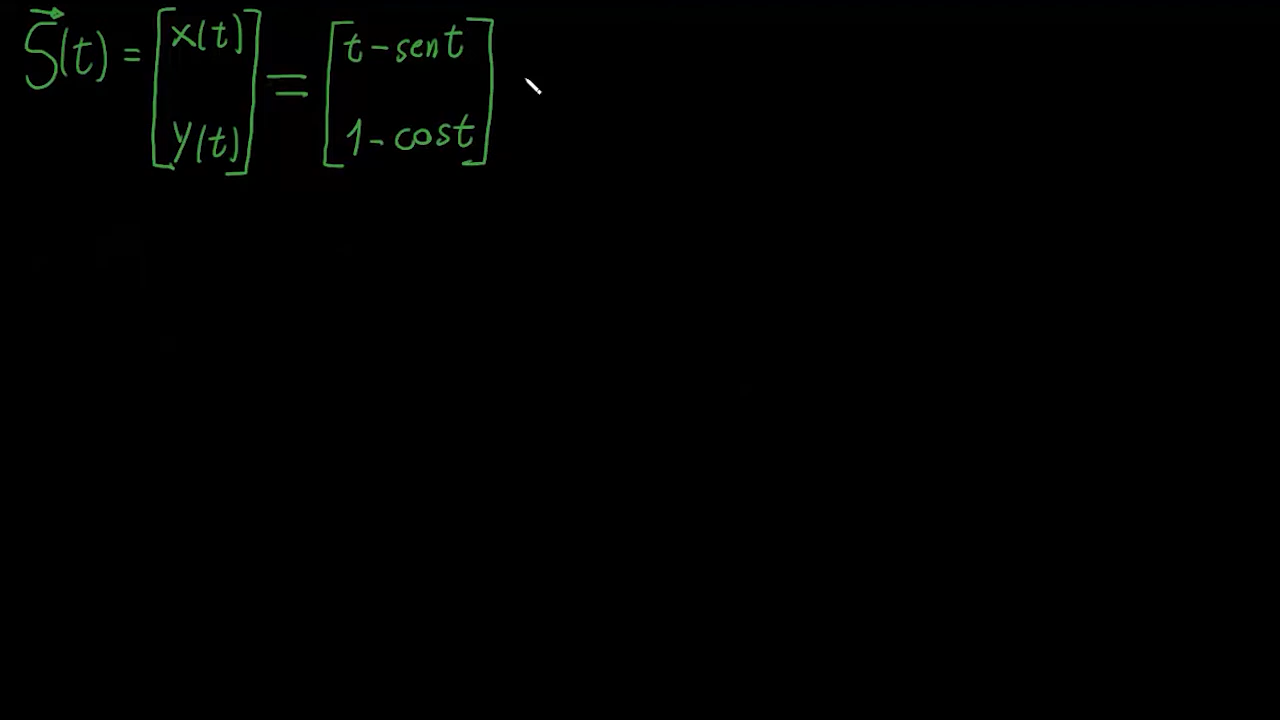 S⃗(t) = [x(t) y(t)] = [t - sent 1 - cost]